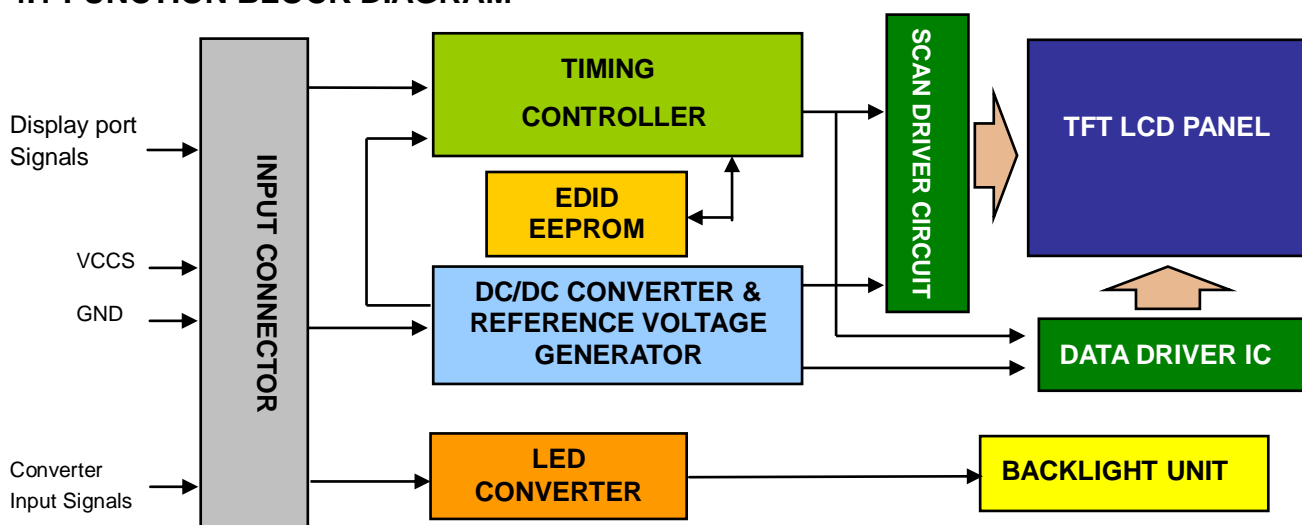 Display port
Signals
VCCS
GND
Converter
Input Signals
INPUT CONNECTOR
TIMING
CONTROLLER
EDID
EEPROM
DC/DC CONVERTER &
REFERENCE VOLTAGE
GENERATOR
LED
CONVERTER
SCAN DRIVER CIRCUIT
TFT LCD PANEL
DATA DRIVER IC
BACKLIGHT UNIT